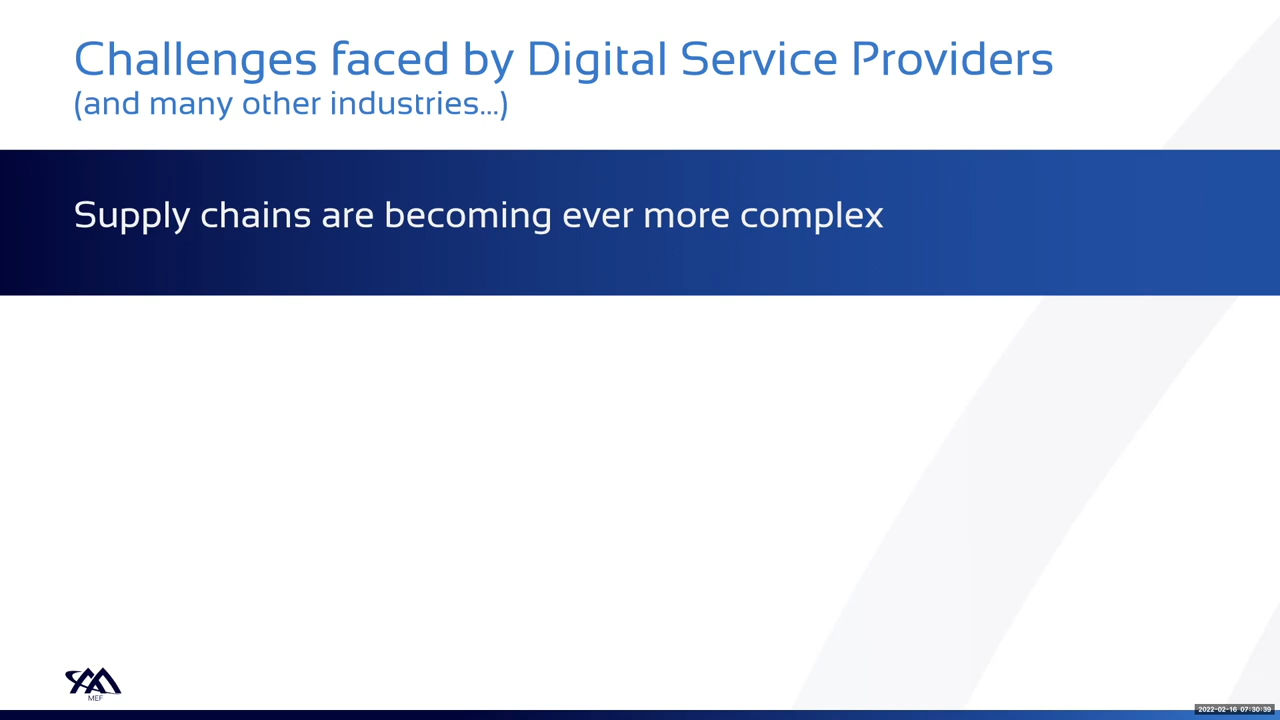 Challenges faced by Digital Service Providers
(and many other industries...)
Supply chains are becoming ever more complex
MEF
2022-02-16 07:30:39